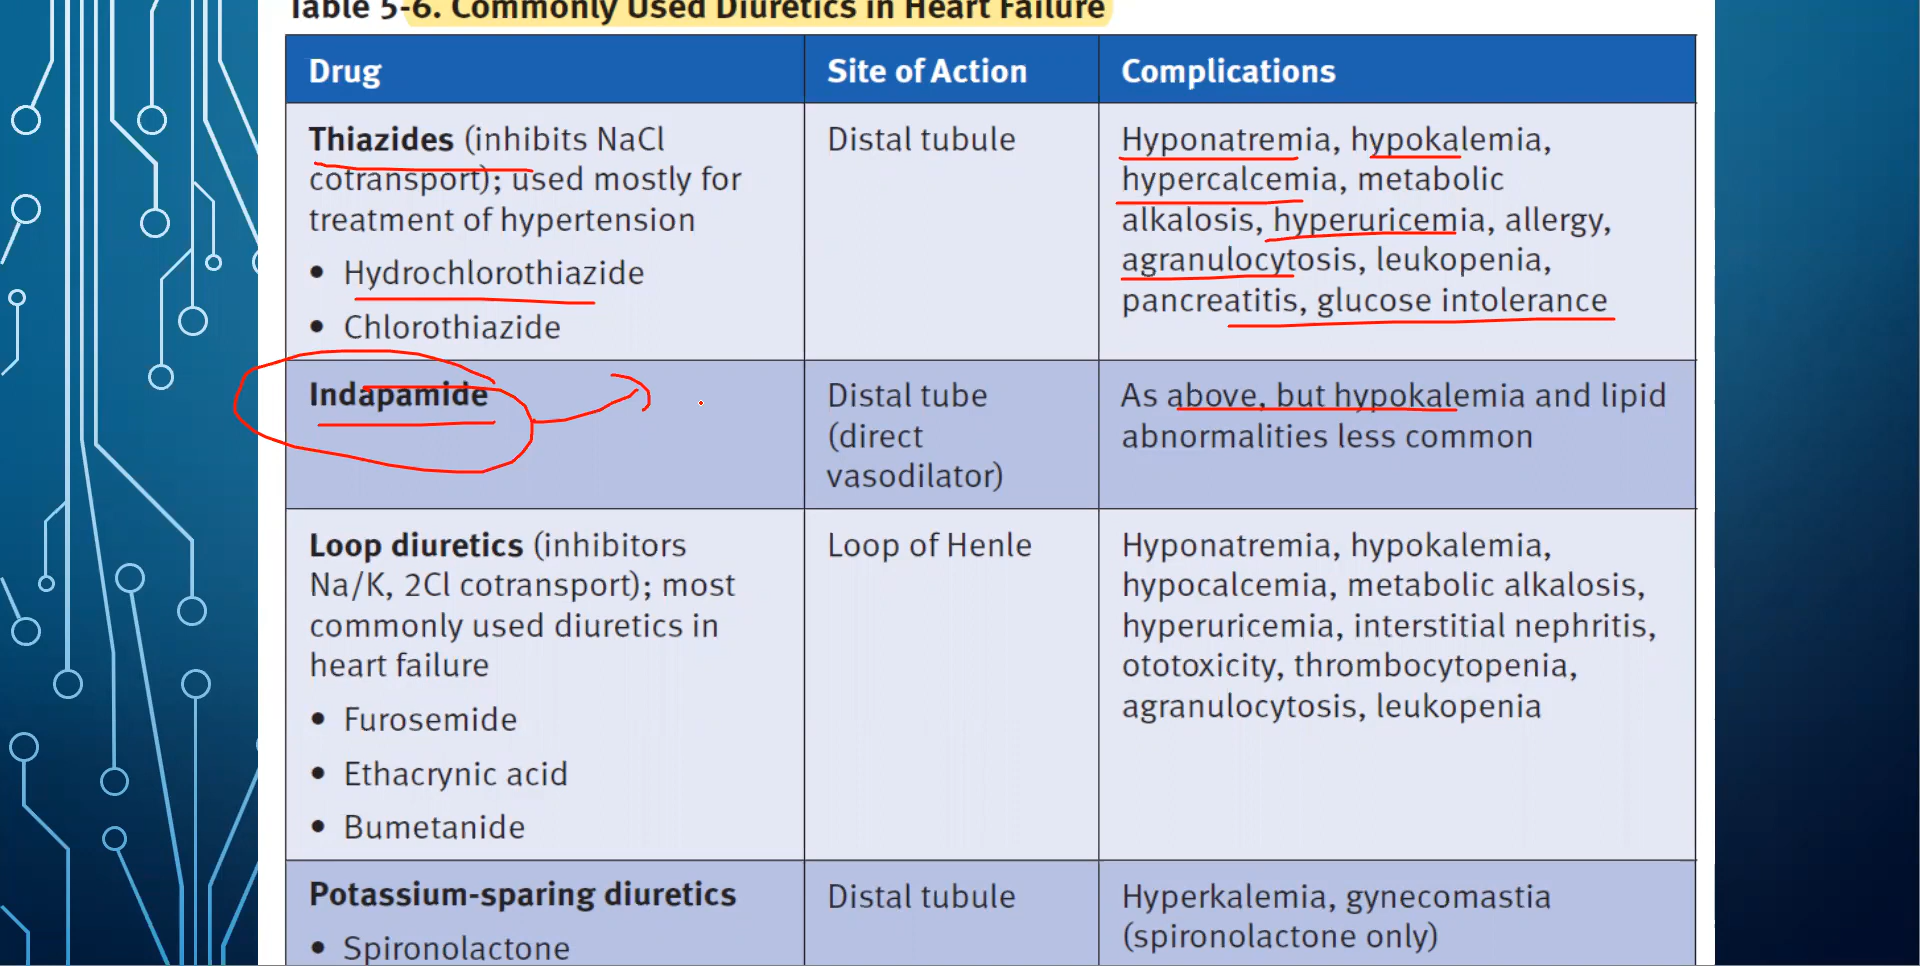 Table 5-6. Commonly Used Diuretics in Heart Failure
Drug
Site of Action
Complications
Thiazides (inhibits NaCl
cotransport); used mostly for
treatment of hypertension
• Hydrochlorothiazide
• Chlorothiazide
Distal tubule
Hyponatremia, hypokalemia,
hypercalcemia, metabolic
alkalosis, hyperuricemia, allergy,
agranulocytosis, leukopenia,
pancreatitis, glucose intolerance
Indapamide
Distal tube
(direct
vasodilator)
As above, but hypokalemia and lipid
abnormalities less common
Loop diuretics (inhibitors
Na/K, 2Cl cotransport); most
commonly used diuretics in
heart failure
• Furosemide
• Ethacrynic acid
• Bumetanide
Loop of Henle
Hyponatremia, hypokalemia,
hypocalcemia, metabolic alkalosis,
hyperuricemia, interstitial nephritis,
ototoxicity, thrombocytopenia,
agranulocytosis, leukopenia
Potassium-sparing diuretics
• Spironolactone
Distal tubule
Hyperkalemia, gynecomastia
(spironolactone only)